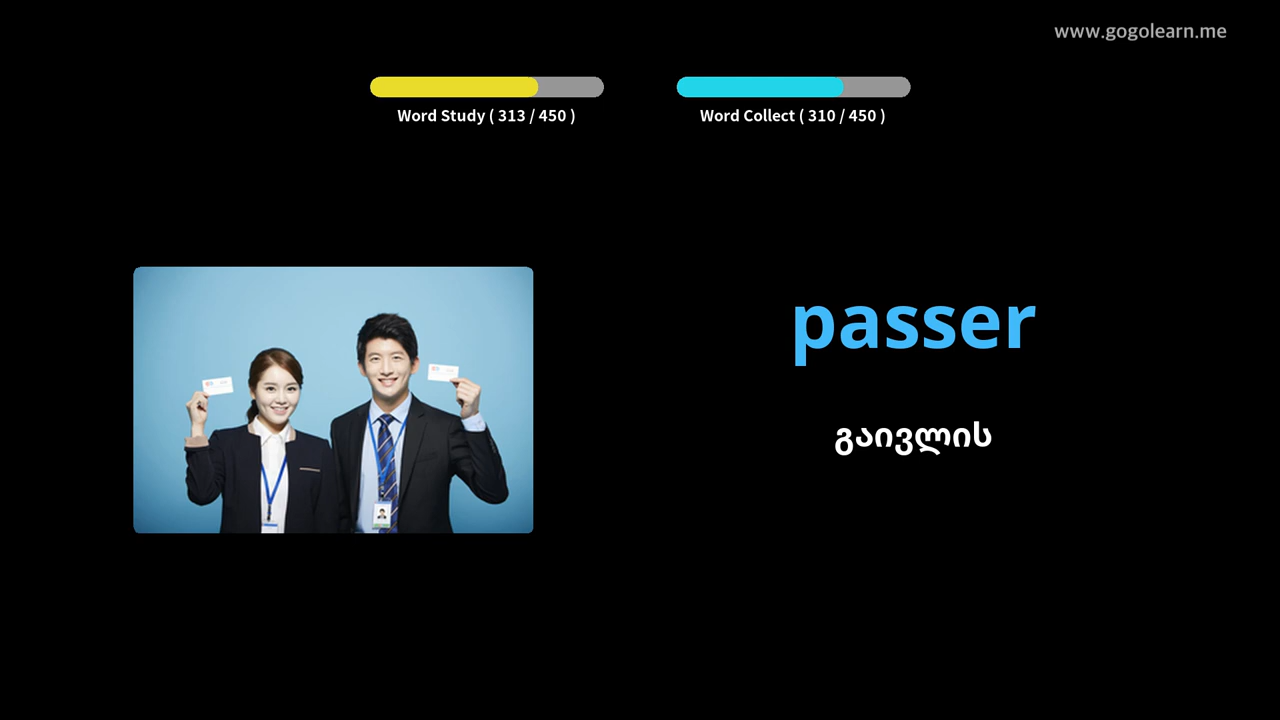 www.gogolearn.me
Word Study ( 313 / 450 )
Word Collect ( 310 / 450 )
passer
გაივლის